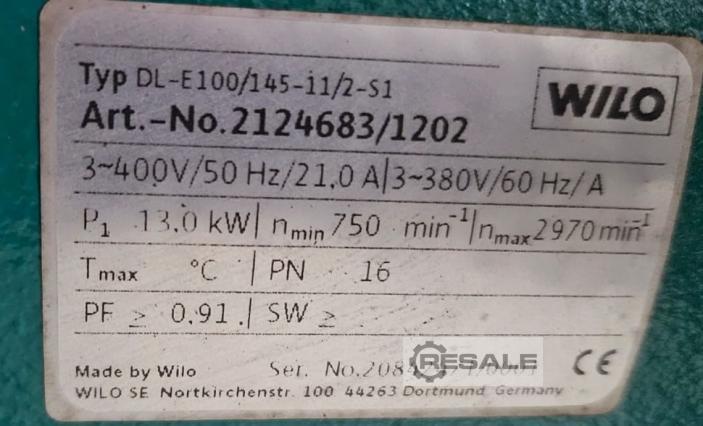 Typ DL-E100/145-11/2-S1
WILO
Art.-No.2124683/1202
3~400V/50 Hz/21,0 A|3~380V/60 Hz/ A
P₁ 13,0 kW| nmin 750 min⁻¹|nmax 2970 min⁻¹
Tmax °C | PN 16
PF ≥ 0,91 | SW ≥
RESALE
Made by Wilo Ser. No.
CE
WILO SE Nortkirchenstr. 100 44263 Dortmund Germany